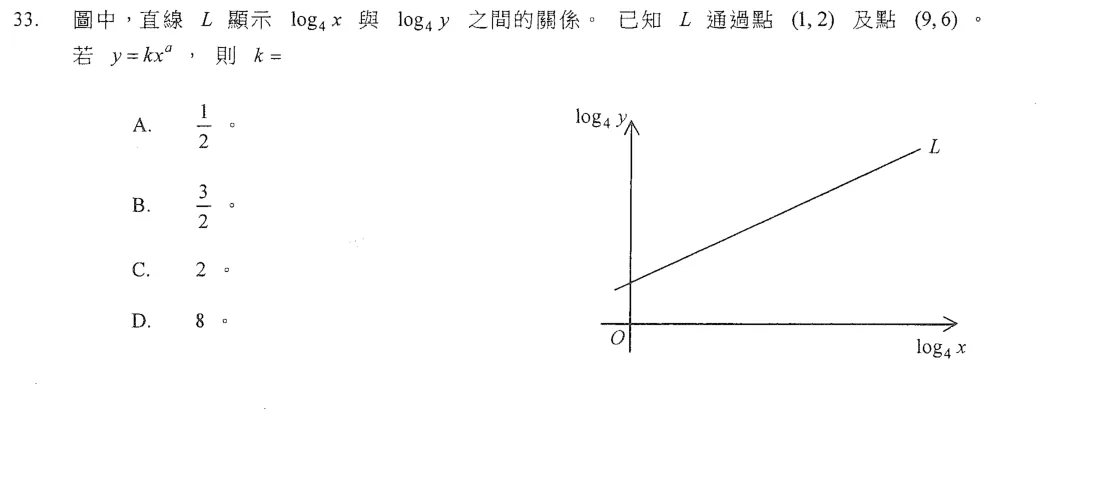 33. 圖中，直線 L 顯示 log₄ x 與 log₄ y 之間的關係。 已知 L 通過點 (1, 2) 及點 (9, 6) 。
若 y = kxᵃ ， 則 k =
A. 1/2 。
B. 3/2 。
C. 2 。
D. 8 。
log₄ y
L
O
log₄ x